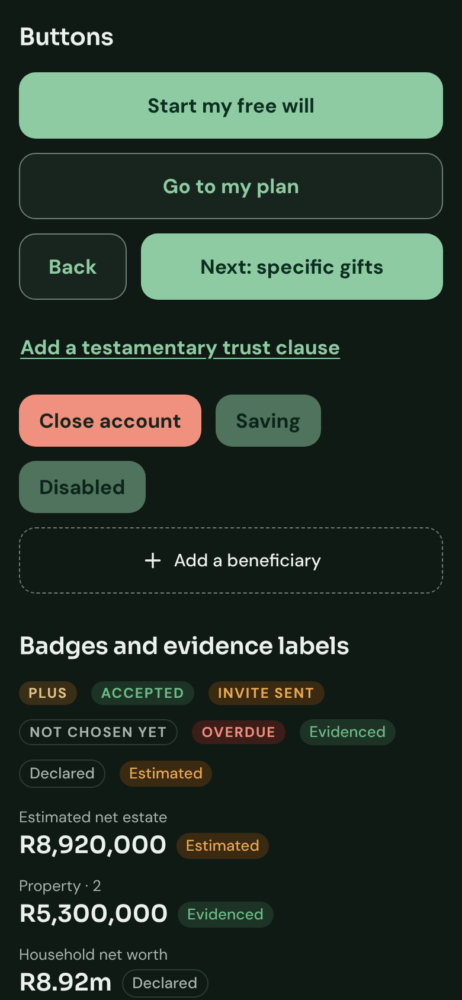 Buttons
Start my free will
Go to my plan
Back
Next: specific gifts
Add a testamentary trust clause
Close account
Saving
Disabled
+ Add a beneficiary
Badges and evidence labels
PLUS
ACCEPTED
INVITE SENT
NOT CHOSEN YET
OVERDUE
Evidenced
Declared
Estimated
Estimated net estate
R8,920,000 Estimated
Property · 2
R5,300,000 Evidenced
Household net worth
R8.92m Declared